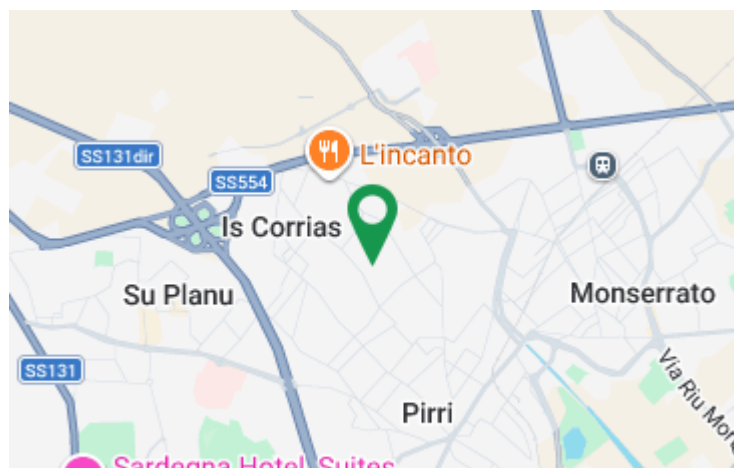 SS131dir
L'incanto
SS554
Is Corrias
Su Planu
Monserrato
SS131
Pirri
Sardegna Hotel Suites